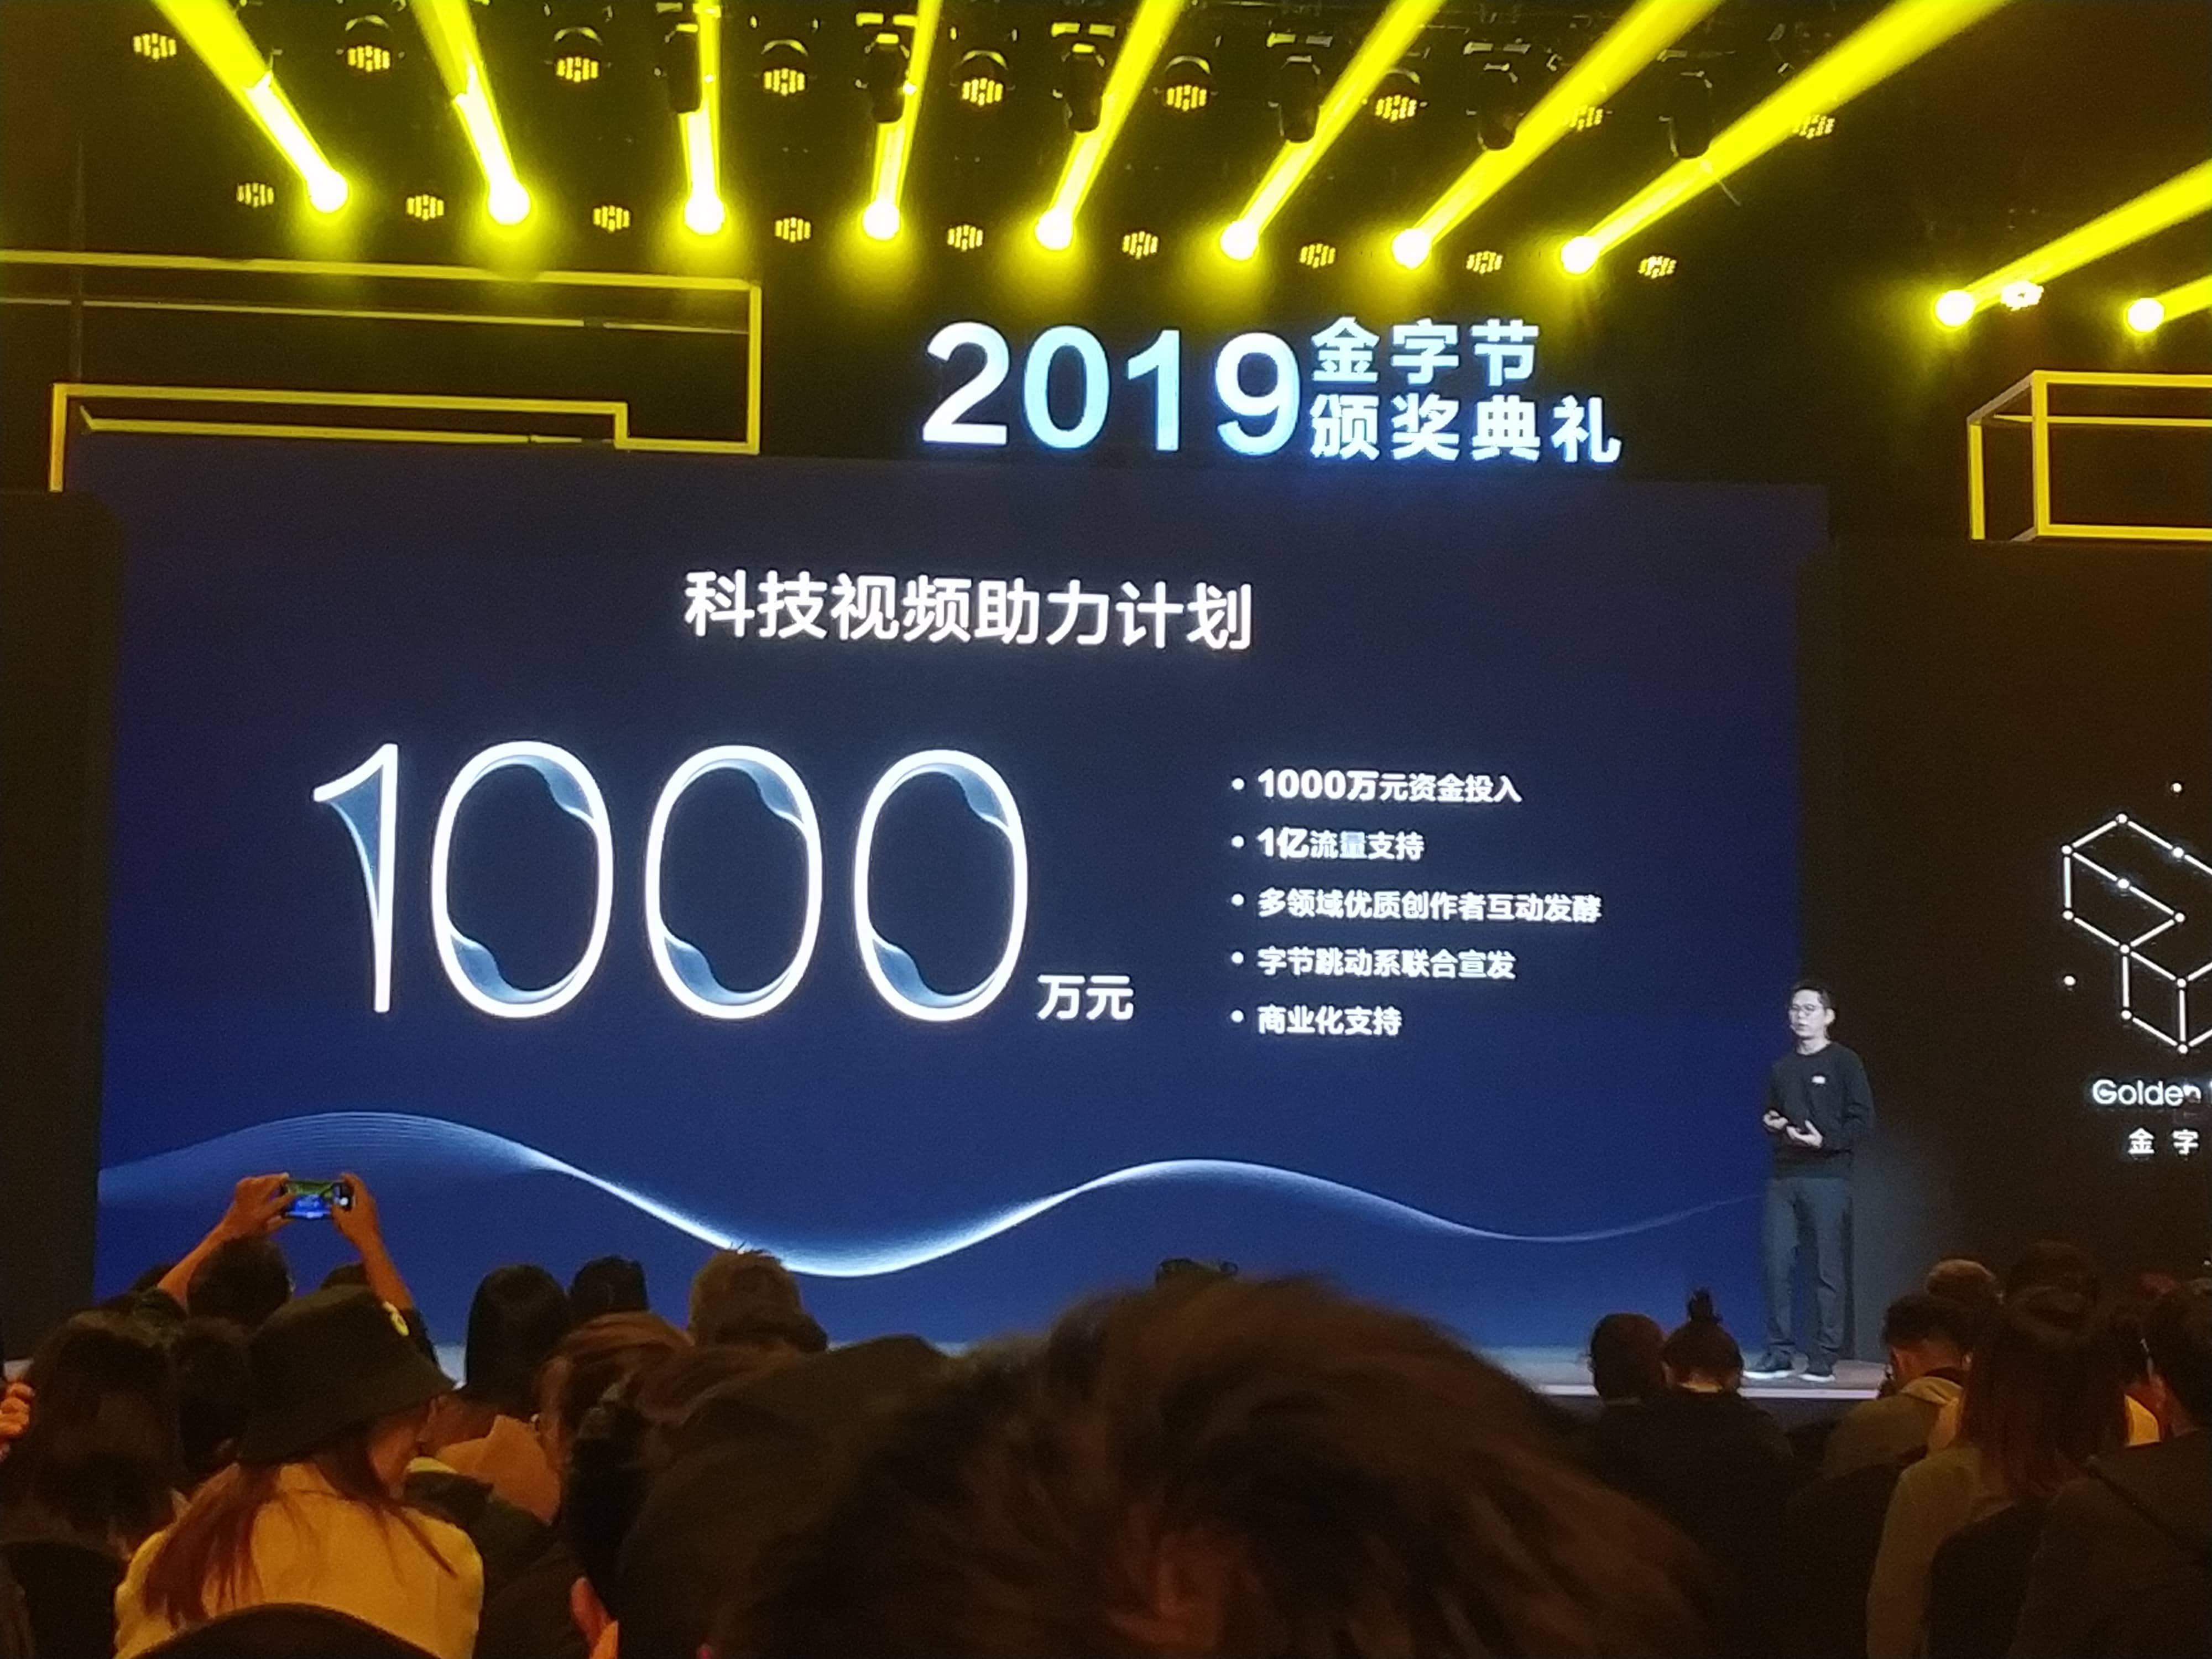 2019
金字节
颁奖典礼
科技视频助力计划
1000
万元
• 1000万元资金投入
• 1亿流量支持
• 多领域优质创作者互动发酵
• 字节跳动系联合宣发
• 商业化支持
Golden
金 字